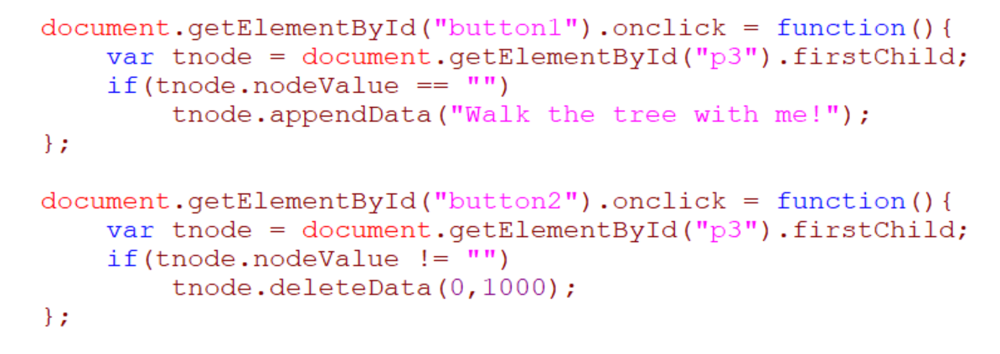 document.getElementById("button1").onclick = function(){
    var tnode = document.getElementById("p3").firstChild;
    if(tnode.nodeValue == "")
        tnode.appendData("Walk the tree with me!");
};

document.getElementById("button2").onclick = function(){
    var tnode = document.getElementById("p3").firstChild;
    if(tnode.nodeValue != "")
        tnode.deleteData(0,1000);
};